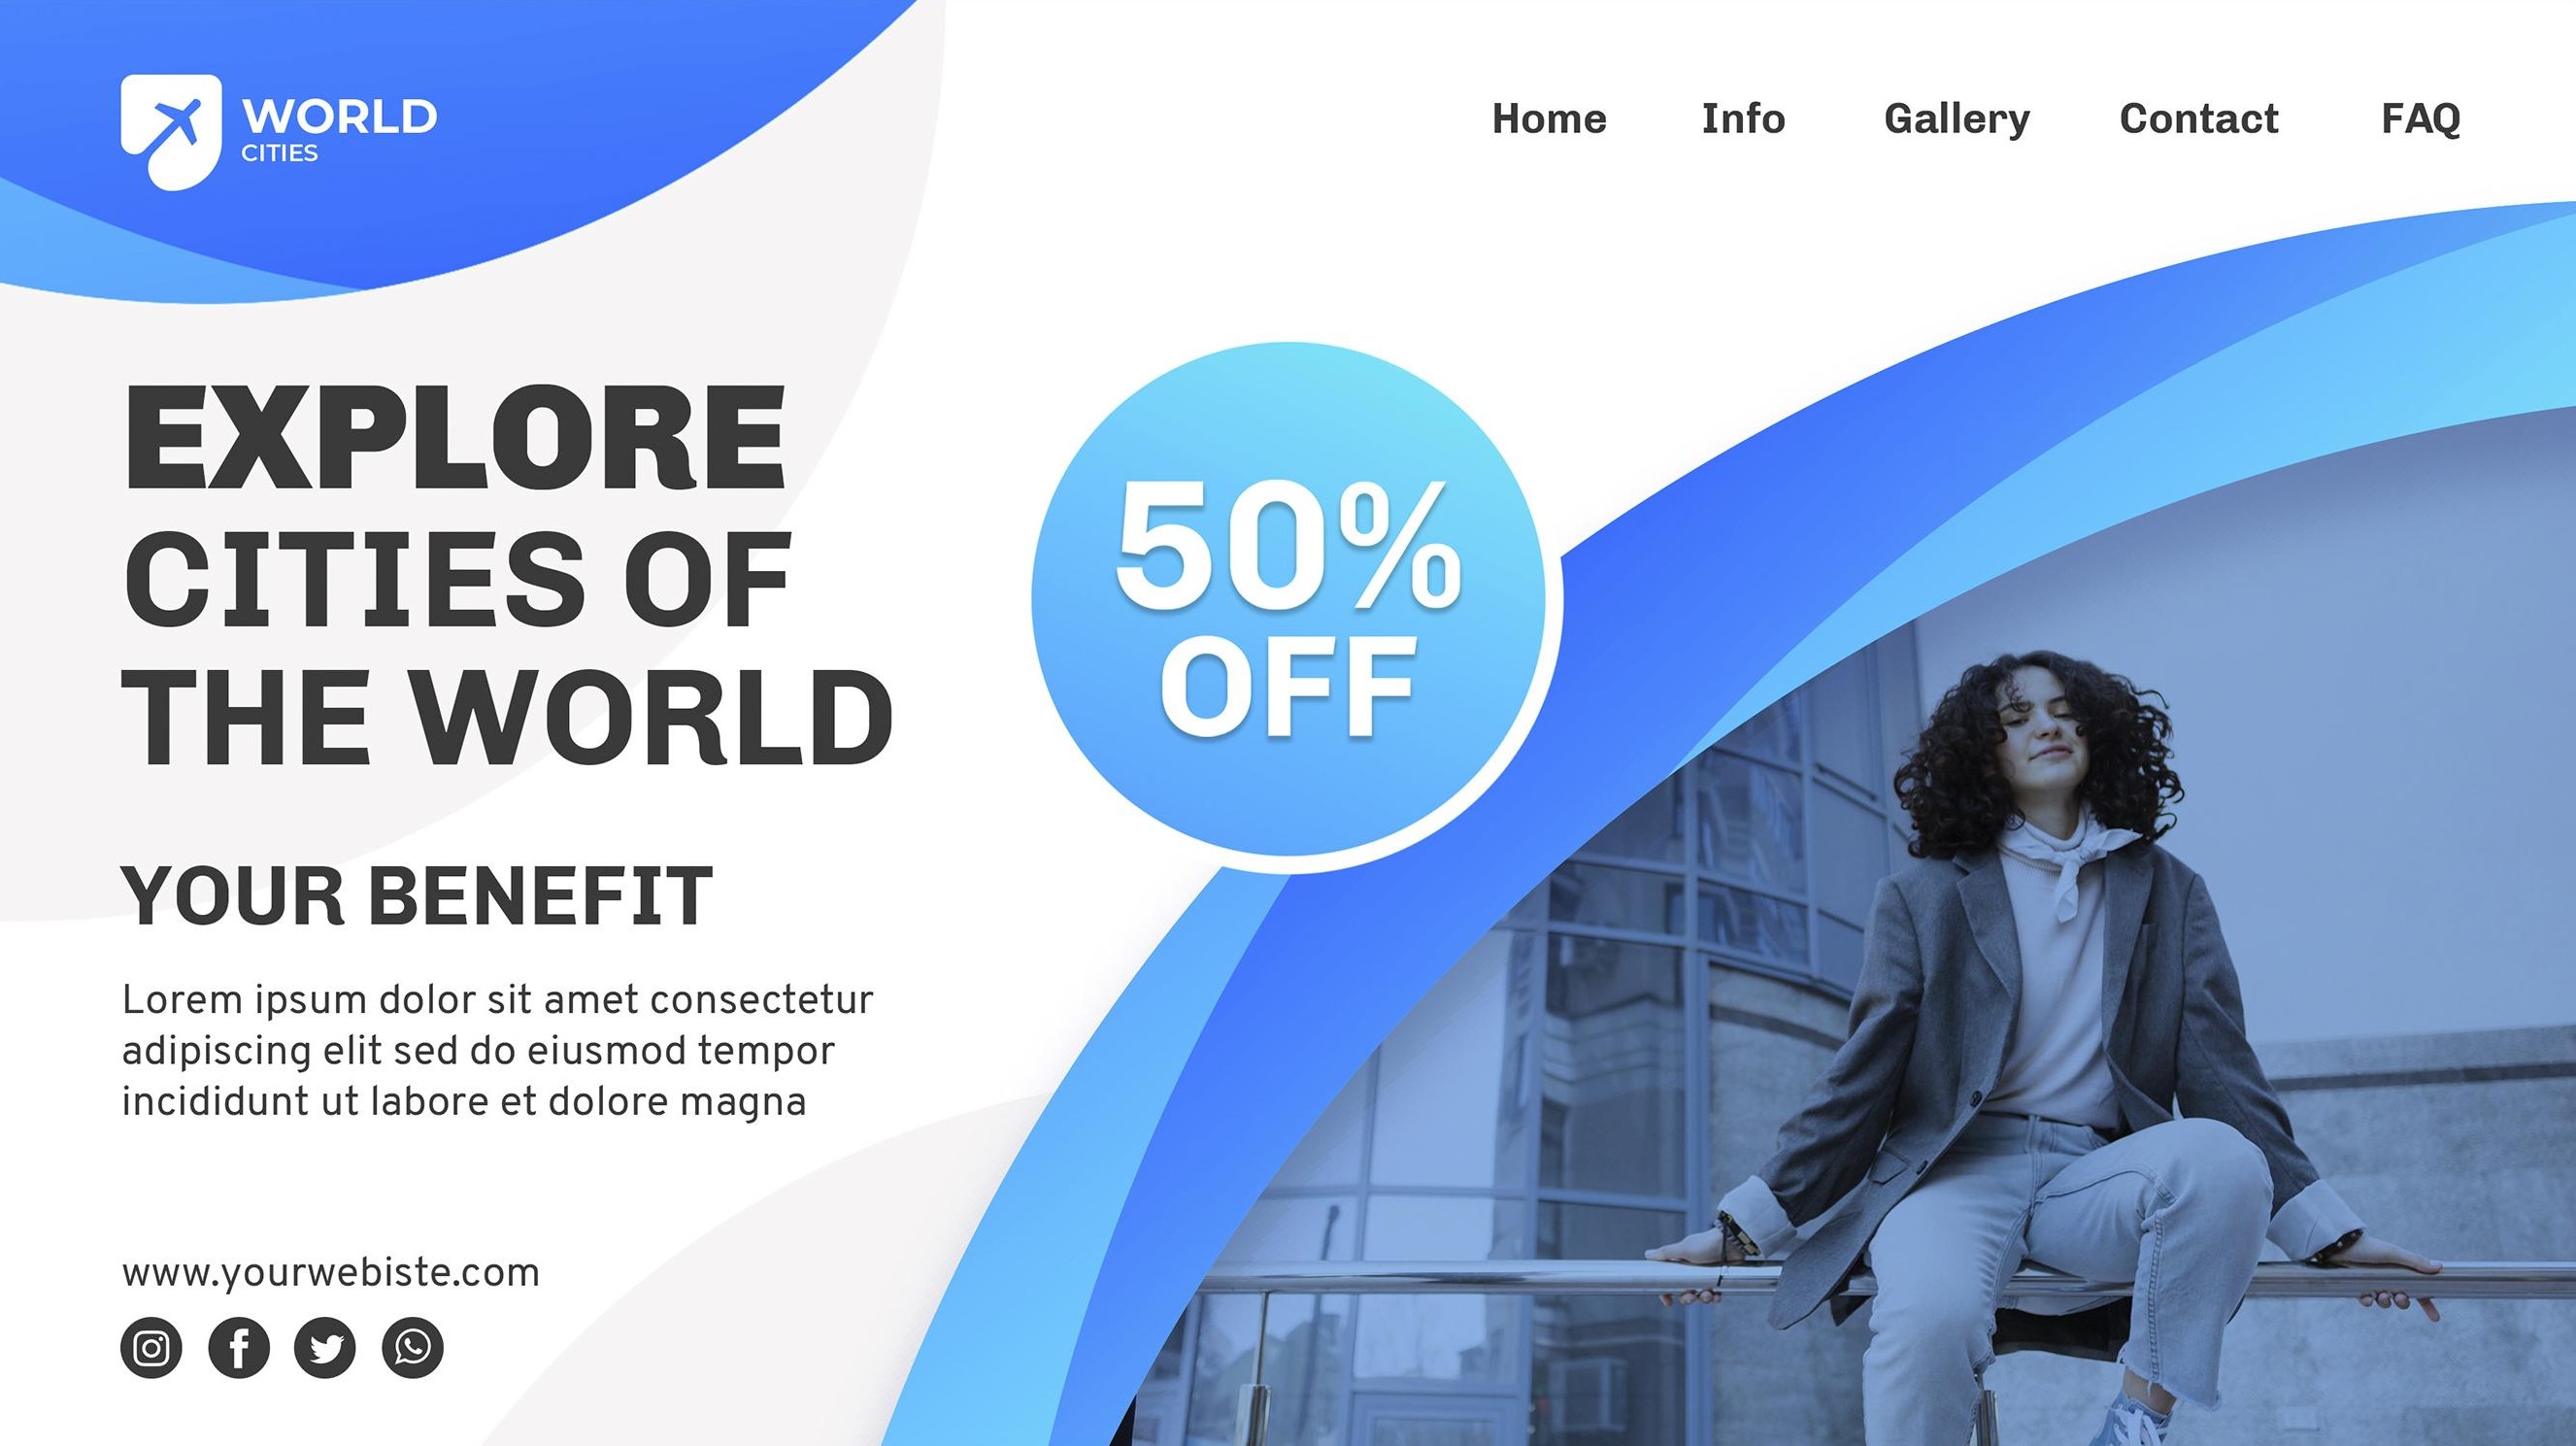 WORLD
CITIES
Home Info Gallery Contact FAQ
EXPLORE
CITIES OF
THE WORLD
50%
OFF
YOUR BENEFIT
Lorem ipsum dolor sit amet consectetur
adipiscing elit sed do eiusmod tempor
incididunt ut labore et dolore magna
www.yourwebiste.com